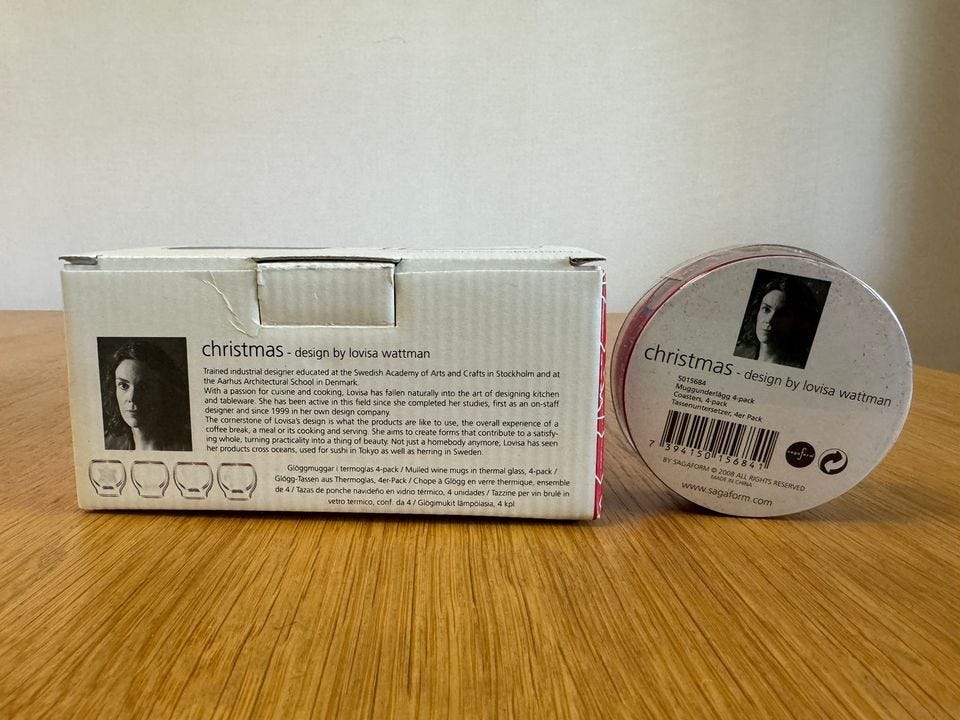 christmas - design by lovisa wattman
Trained industrial designer educated at the Swedish Academy of Arts and Crafts in Stockholm and at
the Aarhus Architectural School in Denmark.
With a passion for cuisine and cooking, Lovisa has fallen naturally into the art of designing kitchen
and tableware. She has been active in this field since she completed her studies, first as an on-staff
designer and since 1999 in her own design company.
The cornerstone of Lovisa's design is what the products are like to use, the overall experience of a
coffee break, a meal or its cooking and serving. She aims to create forms that contribute to a satisfy-
ing whole, turning practicality into a thing of beauty. Not just a homebody anymore, Lovisa has seen
her products cross oceans, used for sushi in Tokyo as well as herring in Sweden.
Glöggmuggar i termoglas 4-pack / Muiled wine mugs in thermal glass, 4-pack /
Glögg-Tassen aus Thermoglas, 4er-Pack / Chope à Glögg en verre thermique, ensemble
de 4 / Tazas de ponche navideño en vidrio térmico, 4 unidades / Tazzine per vin brulé in
vetro termico, conf. da 4 / Glögimukit lämpölasia, 4 kpl
christmas - design by lovisa wattman
5015684
Muggunderlägg 4-pack
Coasters, 4-pack
Tassenuntersetzer, 4er Pack
7 394150 156841
sagaform
BY SAGAFORM © 2008 ALL RIGHTS RESERVED
MADE IN CHINA
www.sagaform.com